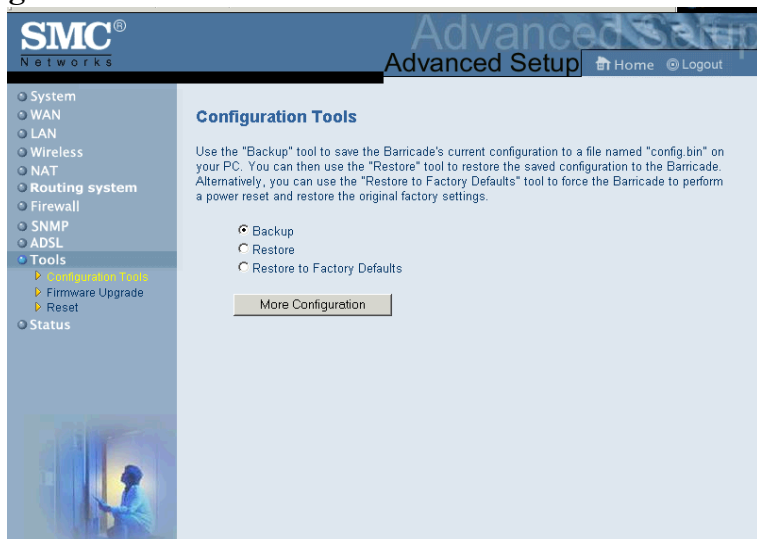 g
SMC®
Networks
Advanced Setup
Advanced Setup
Home
Logout
System
WAN
LAN
Wireless
NAT
Routing system
Firewall
SNMP
ADSL
Tools
Configuration Tools
Firmware Upgrade
Reset
Status
Configuration Tools
Use the "Backup" tool to save the Barricade's current configuration to a file named "config.bin" on
your PC. You can then use the "Restore" tool to restore the saved configuration to the Barricade.
Alternatively, you can use the "Restore to Factory Defaults" tool to force the Barricade to perform
a power reset and restore the original factory settings.
Backup
Restore
Restore to Factory Defaults
More Configuration